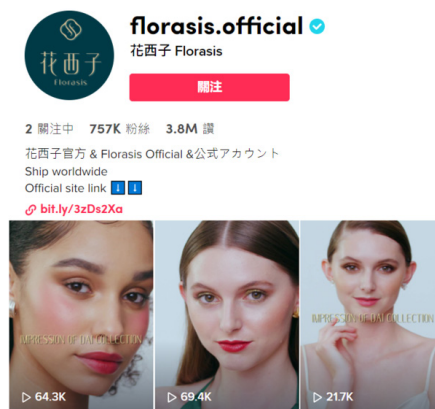 花西子
Florasis
florasis.official
花西子 Florasis
關注
2 關注中 757K 粉絲 3.8M 讚
花西子官方 & Florasis Official &公式アカウント
Ship worldwide
Official site link ⬇️⬇️
bit.ly/3zDs2Xa
IMPRESSION OF DAI COLLECTION
64.3K
69.4K
IMPRESSION OF DAI COLLECTION
21.7K